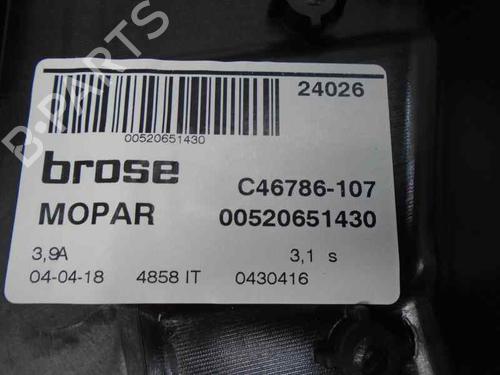 24026
00520651430
brose
C46786-107
MOPAR
00520651430
3,9A
3,1 s
04-04-18
4858 IT
0430416
B-PARTS